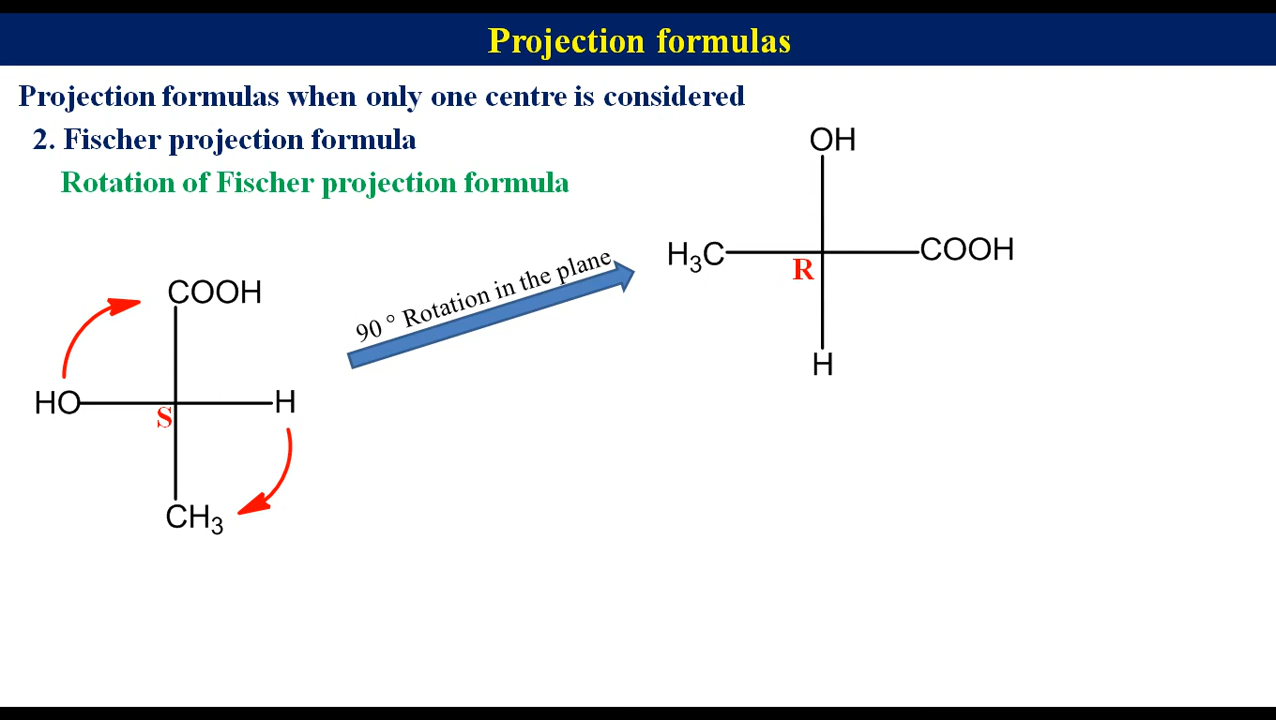 Projection formulas
Projection formulas when only one centre is considered
2. Fischer projection formula
Rotation of Fischer projection formula
OH
H₃C
COOH
R
H
90 ° Rotation in the plane
COOH
HO
H
S
CH₃